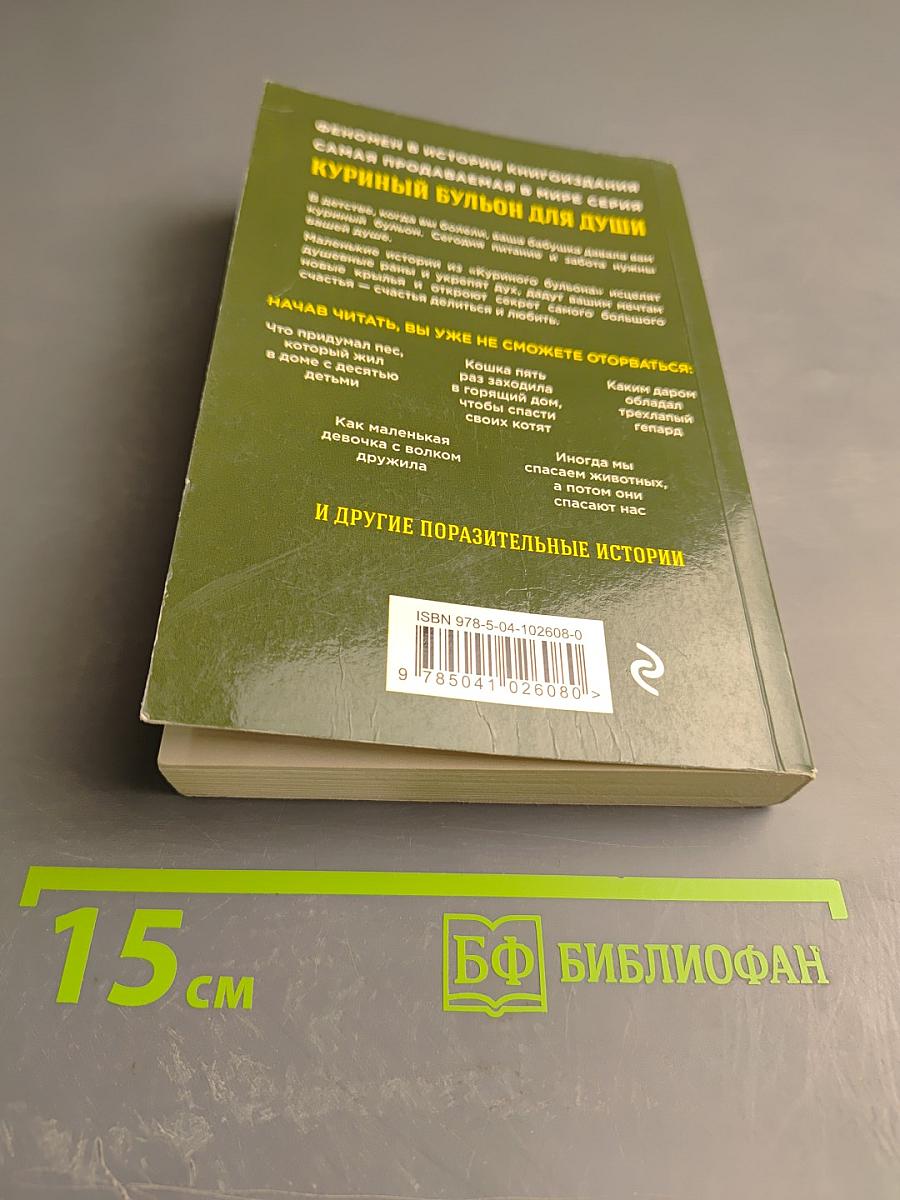 ФЕНОМЕН В ИСТОРИИ КНИГОИЗДАНИЯ
САМАЯ ПРОДАВАЕМАЯ В МИРЕ СЕРИЯ
КУРИНЫЙ БУЛЬОН ДЛЯ ДУШИ
В детстве, когда вы болели, ваша бабушка давала вам
куриный бульон. Сегодня питание и забота нужны
вашей душе.
Маленькие истории из «Куриного бульона» исцелят
душевные раны и укрепят дух, дадут вашим мечтам
новые крылья и откроют секрет самого большого
счастья — счастья делиться и любить.
НАЧАВ ЧИТАТЬ, ВЫ УЖЕ НЕ СМОЖЕТЕ ОТОРВАТЬСЯ:
Что придумал пес,
который жил
в доме с десятью
детьми
Кошка пять
раз заходила
в горящий дом,
чтобы спасти
своих котят
Каким даром
обладал
трехлапый
гепард
Как маленькая
девочка с волком
дружила
Иногда мы
спасаем животных,
а потом они
спасают нас
И ДРУГИЕ ПОРАЗИТЕЛЬНЫЕ ИСТОРИИ
ISBN 978-5-04-102608-0
9 785041 026080 >
15 см
БФ БИБЛИОФАН